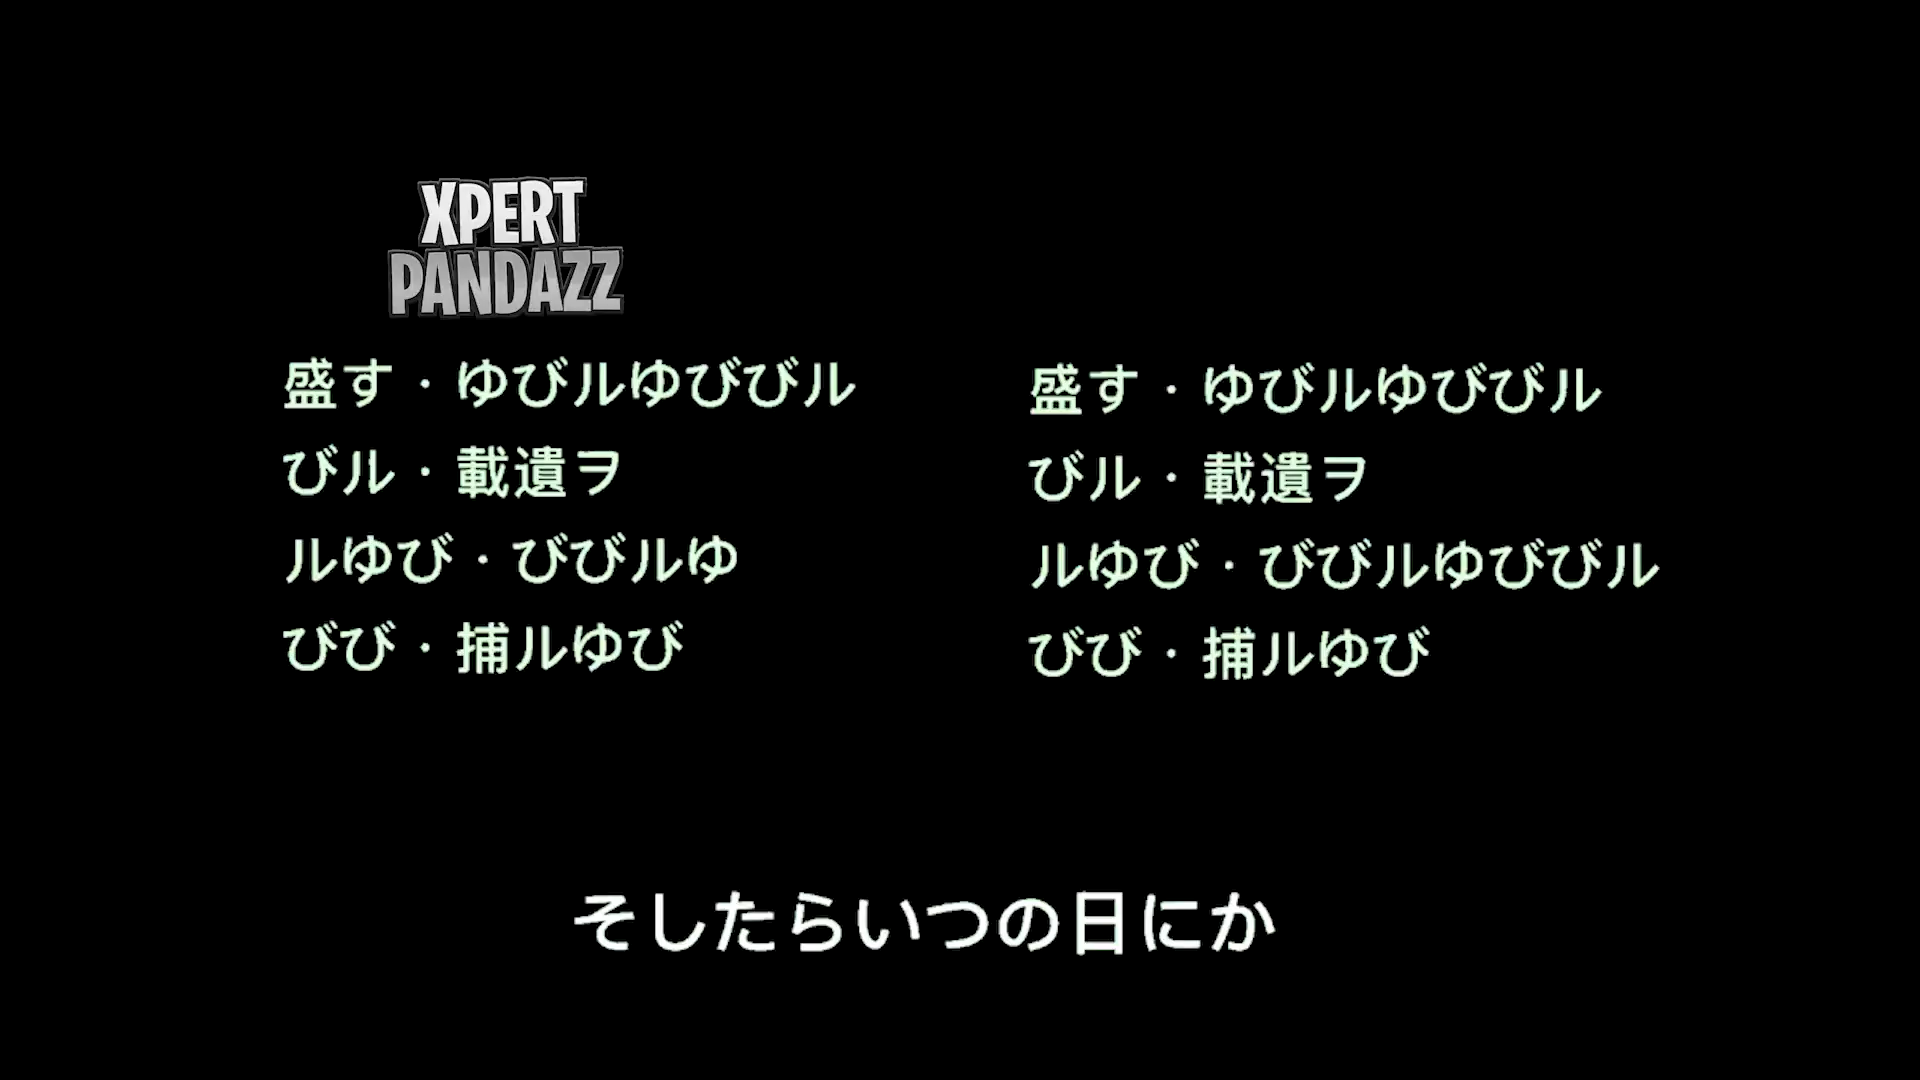 XPERT
PANDAZZ
盛す・ゆびルゆびびル
びル・載遺ヲ
ルゆび・びびルゆ
びび・捕ルゆび
盛す・ゆびルゆびびル
びル・載遺ヲ
ルゆび・びびルゆびびル
びび・捕ルゆび
そしたらいつの日にか